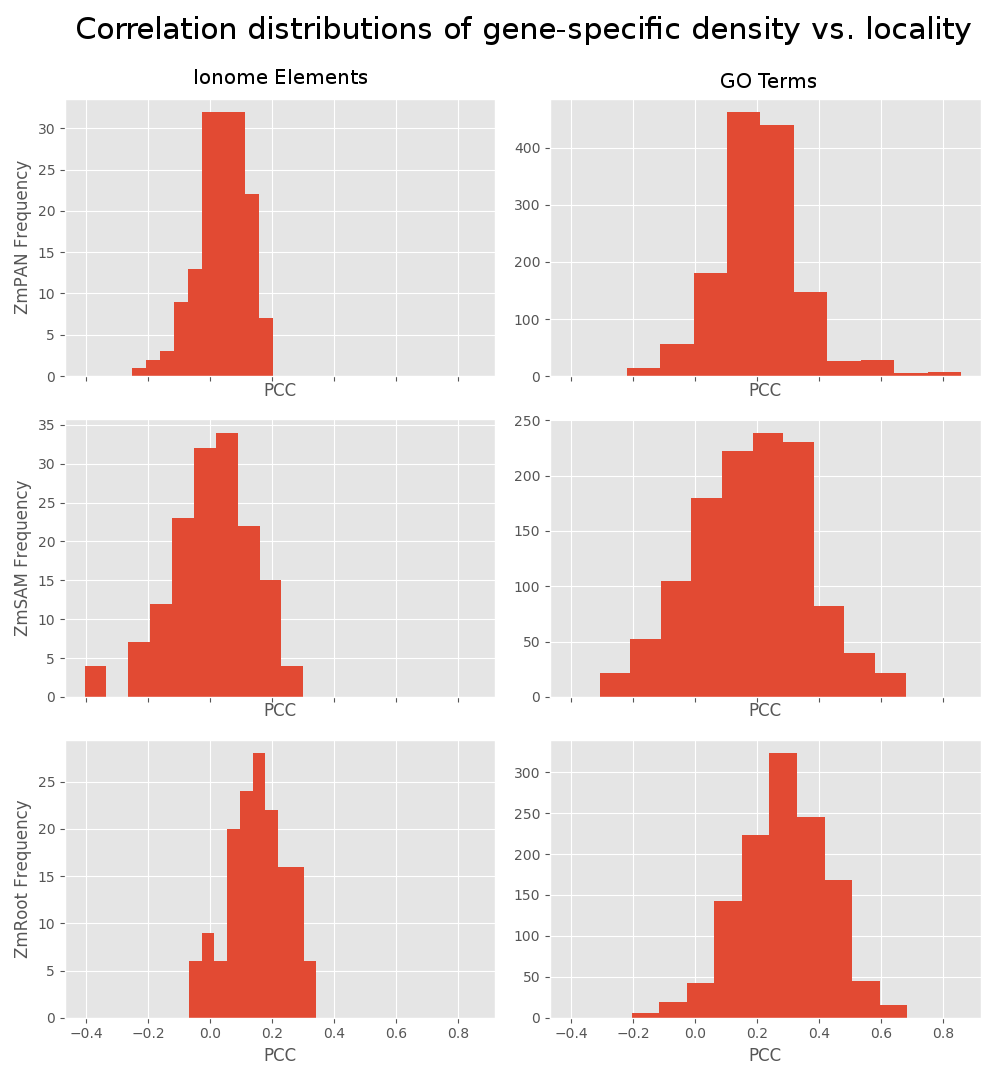 Correlation distributions of gene-specific density vs. locality
Ionome Elements
GO Terms
ZmPAN Frequency
30
25
20
15
10
5
0
PCC
400
300
200
100
0
PCC
ZmSAM Frequency
35
30
25
20
15
10
5
0
PCC
250
200
150
100
50
0
PCC
ZmRoot Frequency
25
20
15
10
5
0
−0.4 −0.2 0.0 0.2 0.4 0.6 0.8
PCC
300
250
200
150
100
50
0
−0.4 −0.2 0.0 0.2 0.4 0.6 0.8
PCC